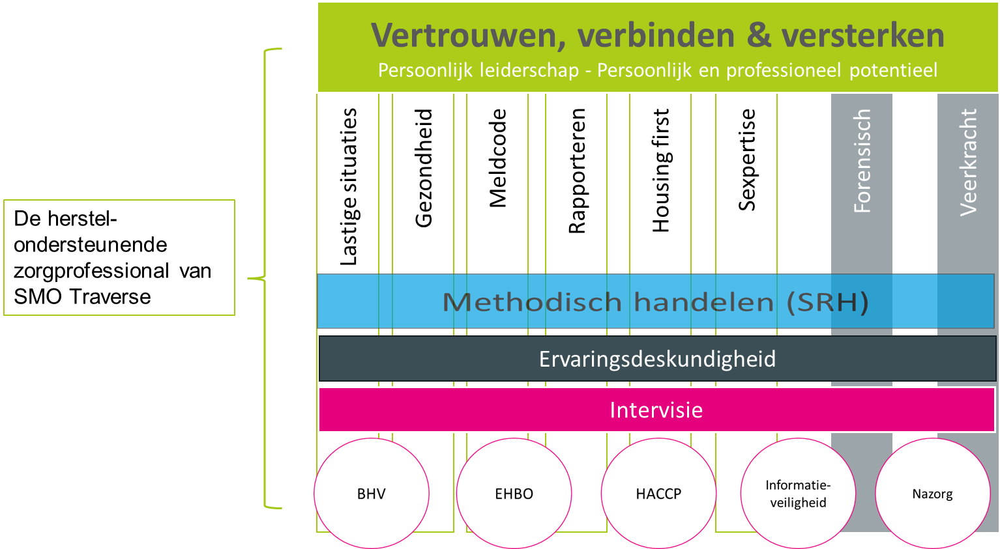 Vertrouwen, verbinden & versterken
Persoonlijk leiderschap - Persoonlijk en professioneel potentieel
De herstel-
ondersteunende
zorgprofessional van
SMO Traverse
Lastige situaties
Gezondheid
Meldcode
Rapporteren
Housing first
Sexpertise
Forensisch
Veerkracht
Methodisch handelen (SRH)
Ervaringsdeskundigheid
Intervisie
BHV
EHBO
HACCP
Informatie-
veiligheid
Nazorg